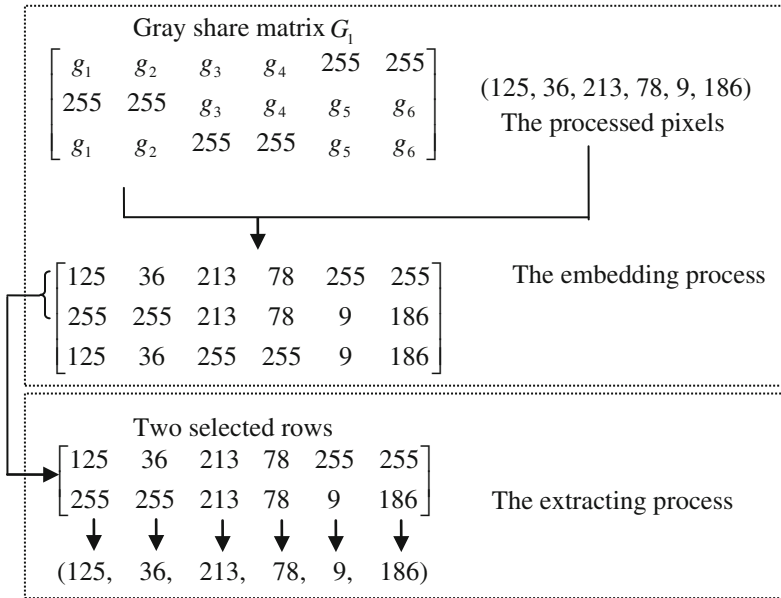 Gray share matrix G₁
g₁ g₂ g₃ g₄ 255 255
255 255 g₃ g₄ g₅ g₆
g₁ g₂ 255 255 g₅ g₆
(125, 36, 213, 78, 9, 186)
The processed pixels
125 36 213 78 255 255
255 255 213 78 9 186
125 36 255 255 9 186
The embedding process
Two selected rows
125 36 213 78 255 255
255 255 213 78 9 186
The extracting process
(125, 36, 213, 78, 9, 186)